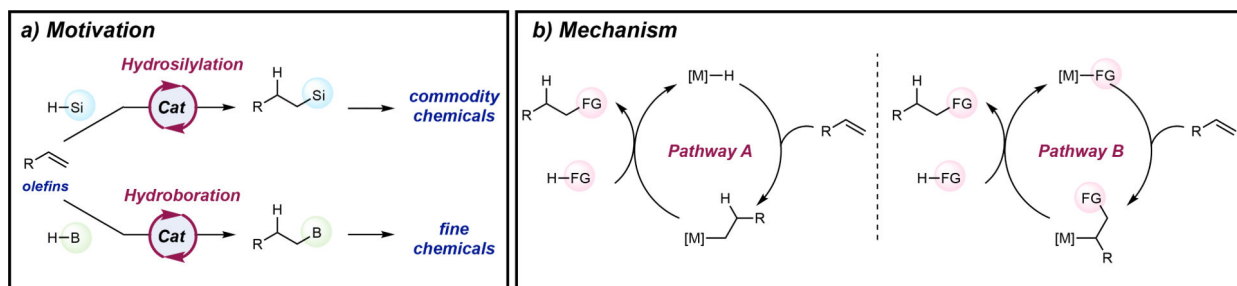 a) Motivation
Hydrosilylation
H
H
Si
Cat
R
Si
commodity
chemicals
R
olefins
Hydroboration
H
H
B
Cat
R
B
fine
chemicals
b) Mechanism
[M]
H
H
R
FG
R
Pathway A
H
FG
H
R
[M]
[M]
FG
H
R
FG
R
Pathway B
H
FG
FG
[M]
R